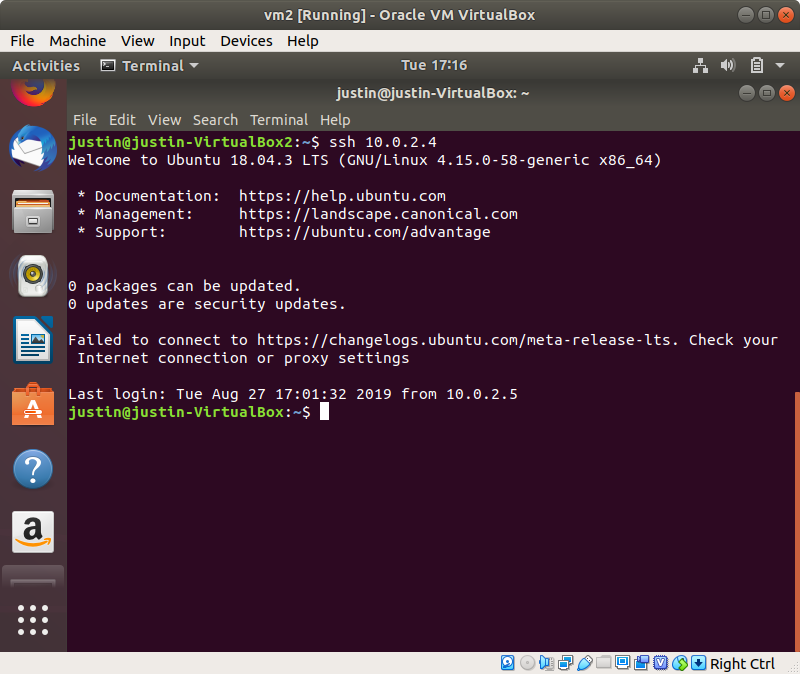 vm2 [Running] - Oracle VM VirtualBox
File Machine View Input Devices Help
Activities Terminal Tue 17:16
justin@justin-VirtualBox: ~
File Edit View Search Terminal Help
justin@justin-VirtualBox2:~$ ssh 10.0.2.4
Welcome to Ubuntu 18.04.3 LTS (GNU/Linux 4.15.0-58-generic x86_64)
* Documentation: https://help.ubuntu.com
* Management: https://landscape.canonical.com
* Support: https://ubuntu.com/advantage
0 packages can be updated.
0 updates are security updates.
Failed to connect to https://changelogs.ubuntu.com/meta-release-lts. Check your
Internet connection or proxy settings
Last login: Tue Aug 27 17:01:32 2019 from 10.0.2.5
justin@justin-VirtualBox:~$
Right Ctrl